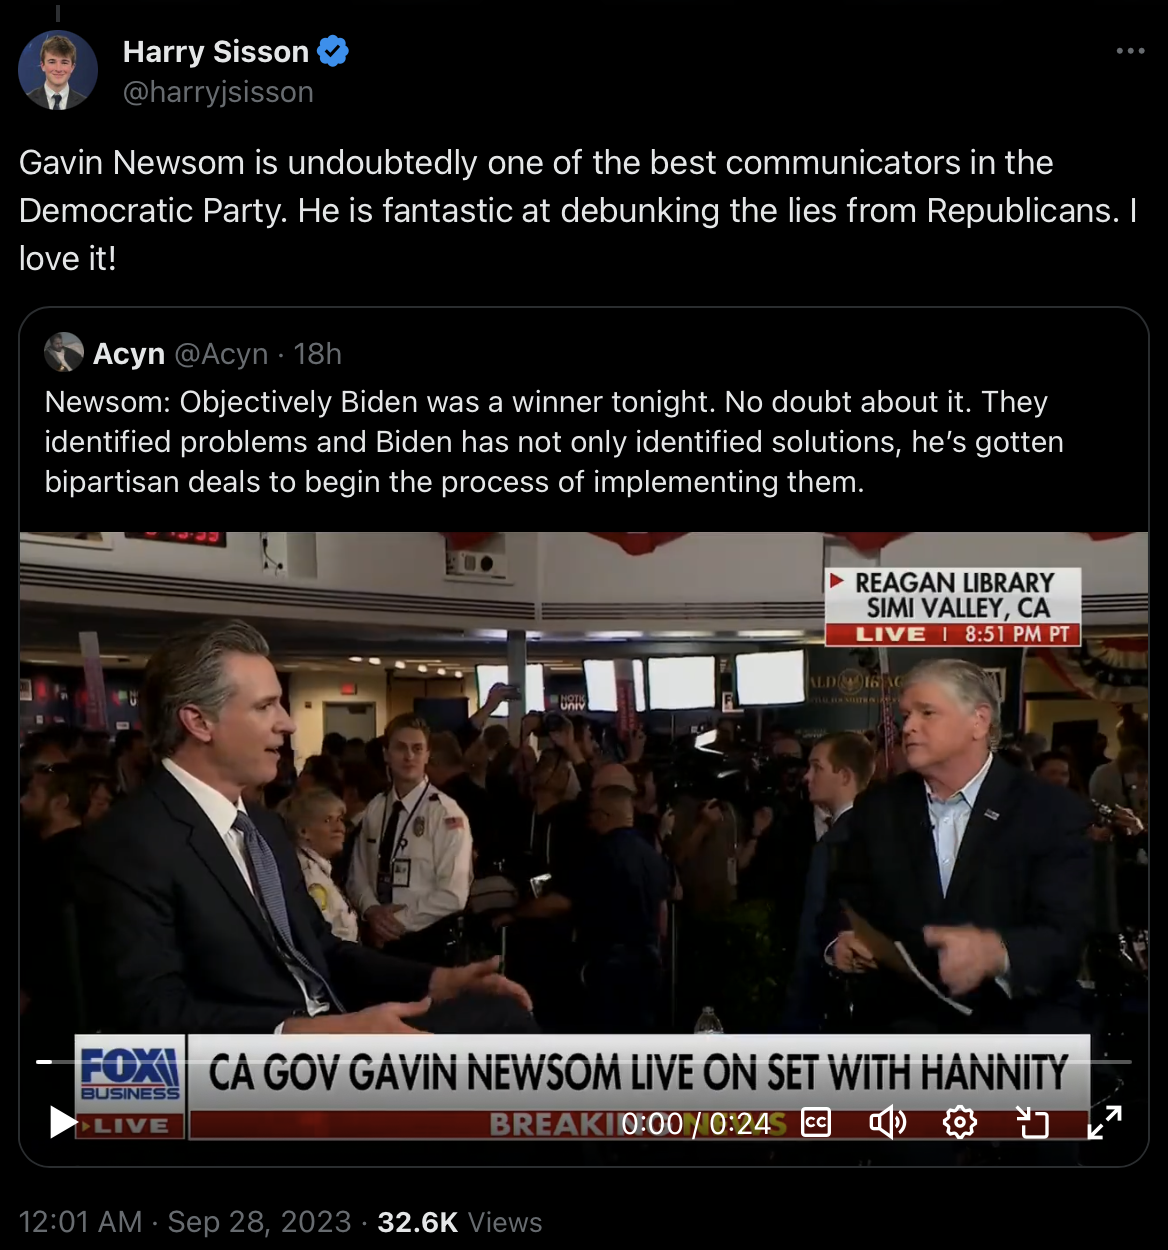 Harry Sisson
@harryjsisson
Gavin Newsom is undoubtedly one of the best communicators in the
Democratic Party. He is fantastic at debunking the lies from Republicans. I
love it!
Acyn @Acyn · 18h
Newsom: Objectively Biden was a winner tonight. No doubt about it. They
identified problems and Biden has not only identified solutions, he’s gotten
bipartisan deals to begin the process of implementing them.
REAGAN LIBRARY
SIMI VALLEY, CA
LIVE | 8:51 PM PT
FOX
BUSINESS
LIVE
CA GOV GAVIN NEWSOM LIVE ON SET WITH HANNITY
BREAKING NEWS
0:00 / 0:24
CC
12:01 AM · Sep 28, 2023 · 32.6K Views